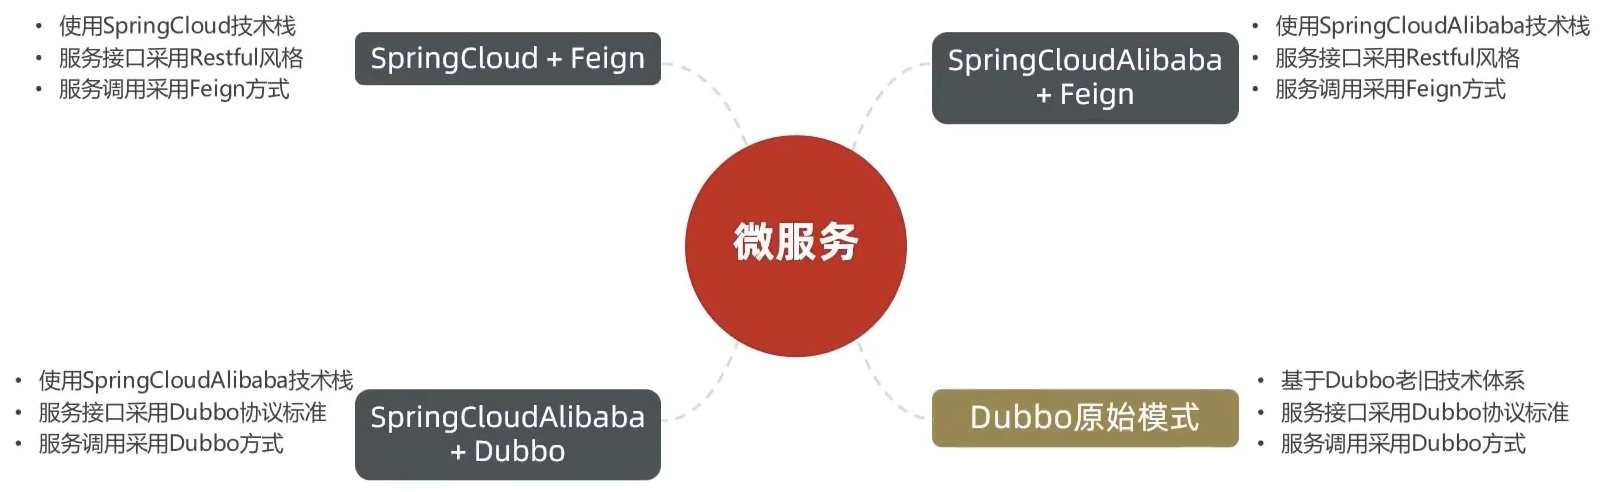 使用SpringCloud技术栈
服务接口采用Restful风格
服务调用采用Feign方式
SpringCloud + Feign
SpringCloudAlibaba
+ Feign
使用SpringCloudAlibaba技术栈
服务接口采用Restful风格
服务调用采用Feign方式
微服务
使用SpringCloudAlibaba技术栈
服务接口采用Dubbo协议标准
服务调用采用Dubbo方式
SpringCloudAlibaba
+ Dubbo
Dubbo原始模式
基于Dubbo老旧技术体系
服务接口采用Dubbo协议标准
服务调用采用Dubbo方式